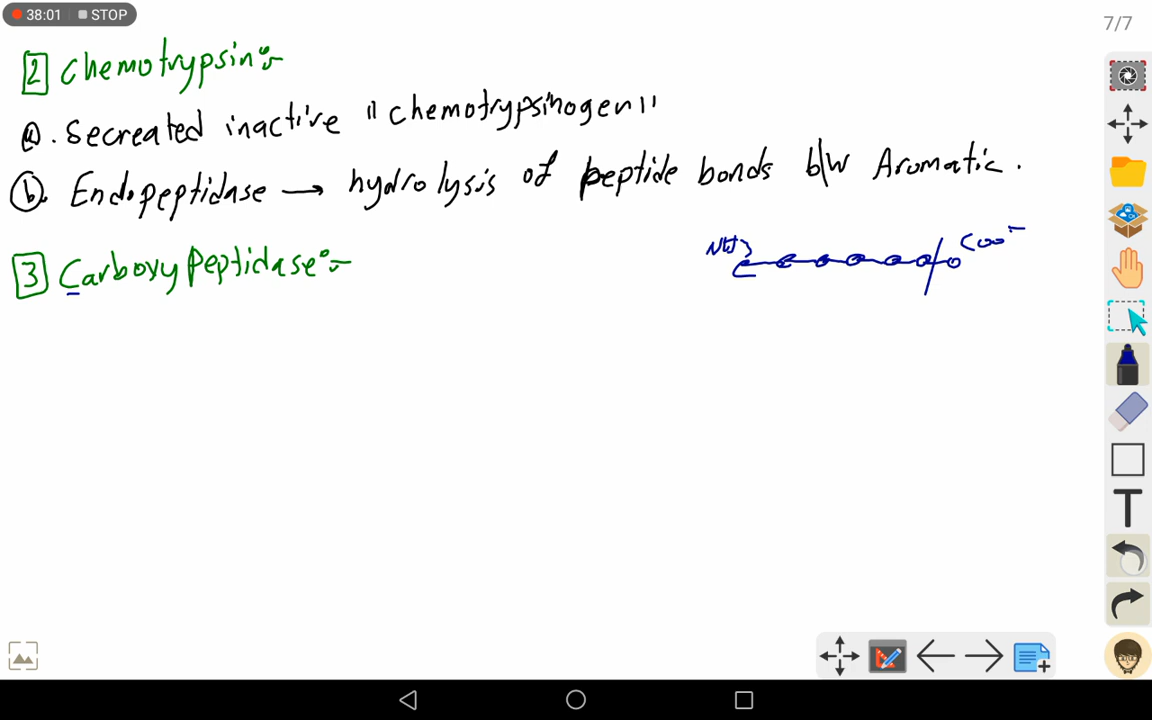 38:01 STOP
7/7
2 Chemotrypsin:-
a. Secreated inactive "chemotrypsinogen"
b. Endopeptidase → hydrolysis of peptide bonds b/w Aromatic.
NH3 COO-
3 Carboxy Peptidase:-
T